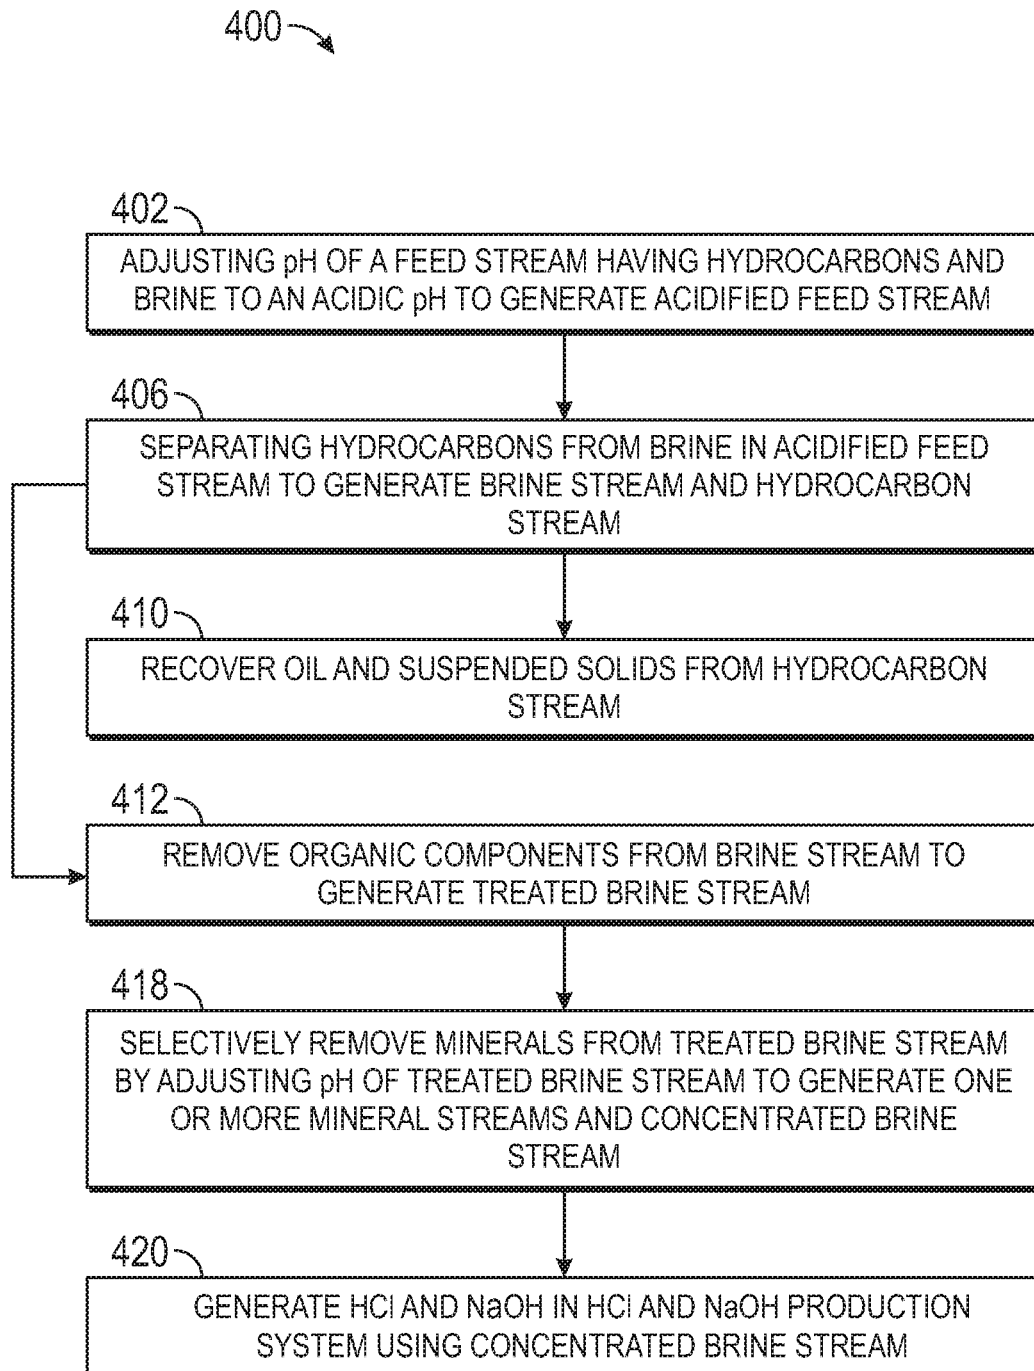 400
402
ADJUSTING pH OF A FEED STREAM HAVING HYDROCARBONS AND
BRINE TO AN ACIDIC pH TO GENERATE ACIDIFIED FEED STREAM
406
SEPARATING HYDROCARBONS FROM BRINE IN ACIDIFIED FEED
STREAM TO GENERATE BRINE STREAM AND HYDROCARBON
STREAM
410
RECOVER OIL AND SUSPENDED SOLIDS FROM HYDROCARBON
STREAM
412
REMOVE ORGANIC COMPONENTS FROM BRINE STREAM TO
GENERATE TREATED BRINE STREAM
418
SELECTIVELY REMOVE MINERALS FROM TREATED BRINE STREAM
BY ADJUSTING pH OF TREATED BRINE STREAM TO GENERATE ONE
OR MORE MINERAL STREAMS AND CONCENTRATED BRINE
STREAM
420
GENERATE HCl AND NaOH IN HCl AND NaOH PRODUCTION
SYSTEM USING CONCENTRATED BRINE STREAM